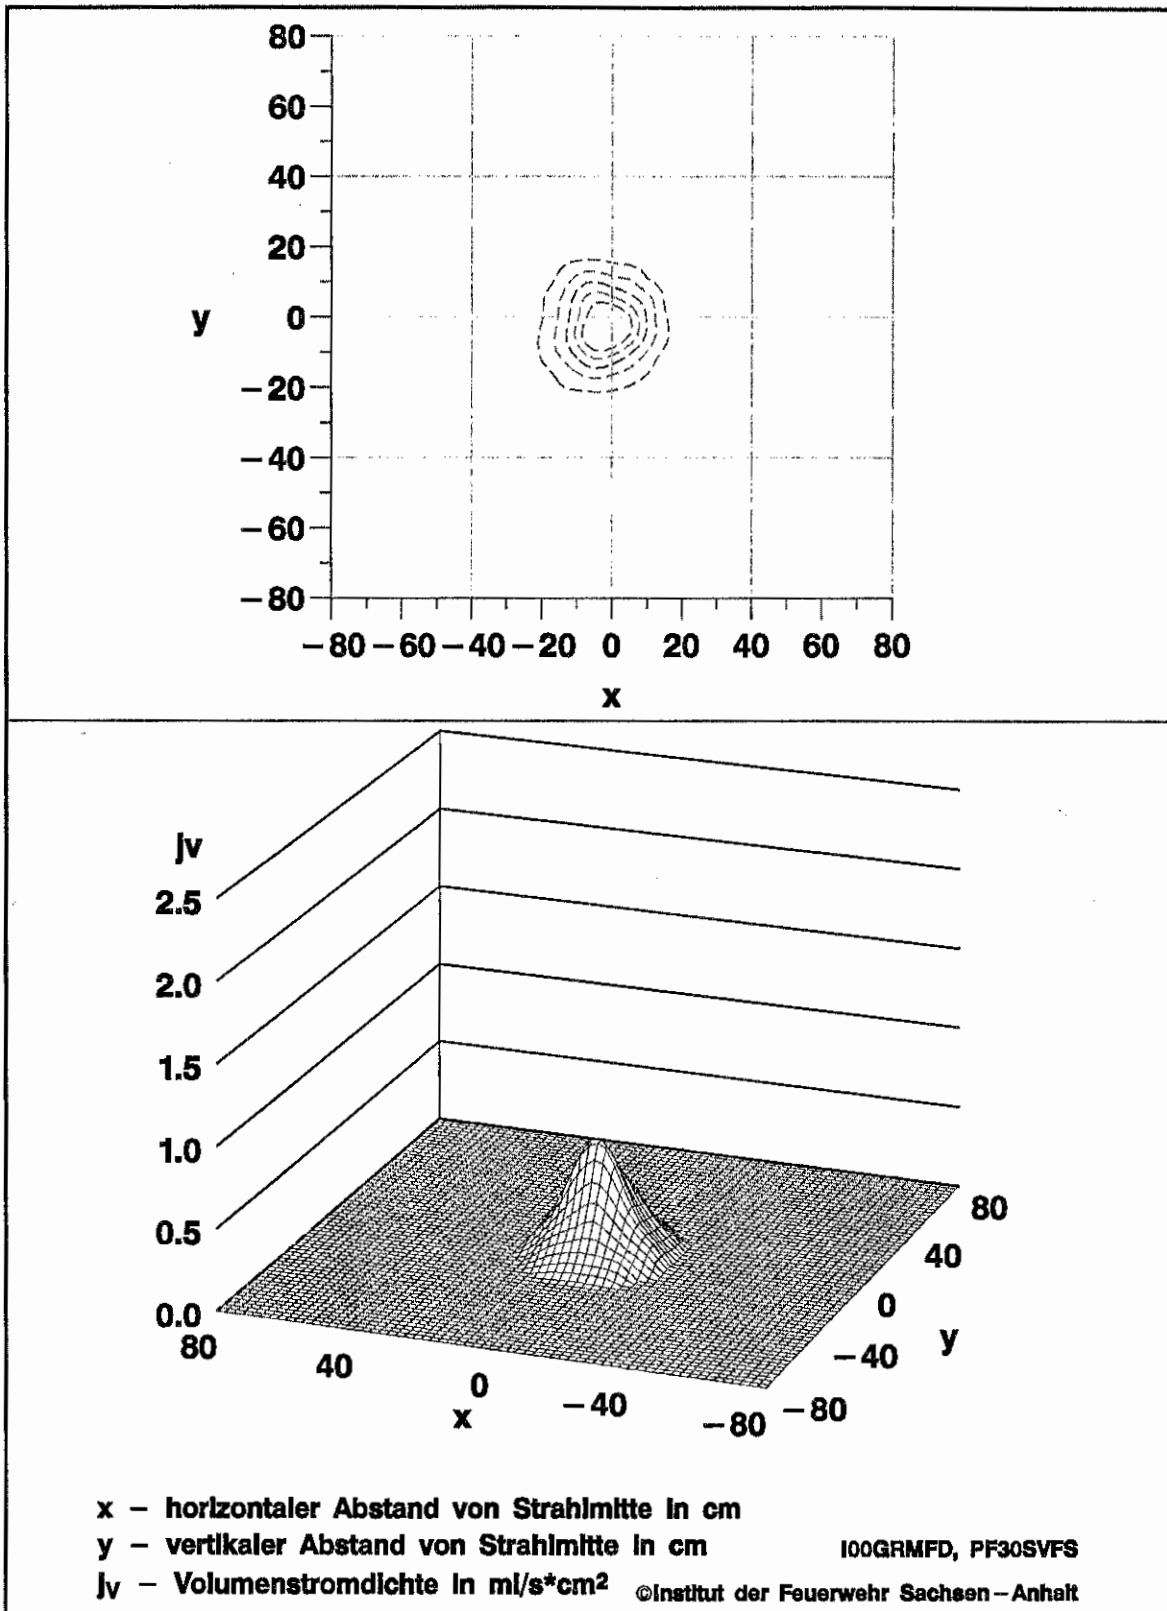 80
60
40
20
y 0
−20
−40
−60
−80
−80 −60 −40 −20 0 20 40 60 80
x
jv
2.5
2.0
1.5
1.0
0.5
0.0
80 40 0 −40 −80
x
80
40
0
−40
−80
y
x − horizontaler Abstand von Strahlmitte in cm
y − vertikaler Abstand von Strahlmitte in cm
I00GRMFD, PF30SVFS
jv − Volumenstromdichte in ml/s*cm²
©Institut der Feuerwehr Sachsen−Anhalt